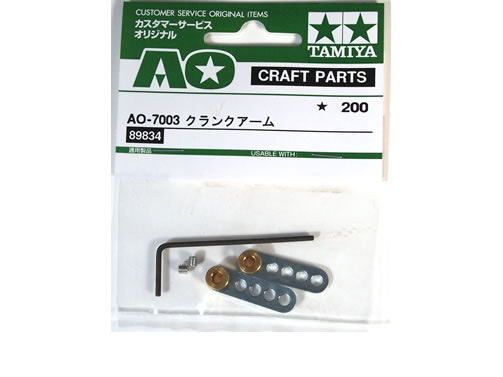 CUSTOMER SERVICE ORIGINAL ITEMS
カスタマーサービス
オリジナル
TAMIYA
AO
CRAFT PARTS
★ 200
AO-7003 クランクアーム
89834
適用製品
USABLE WITH